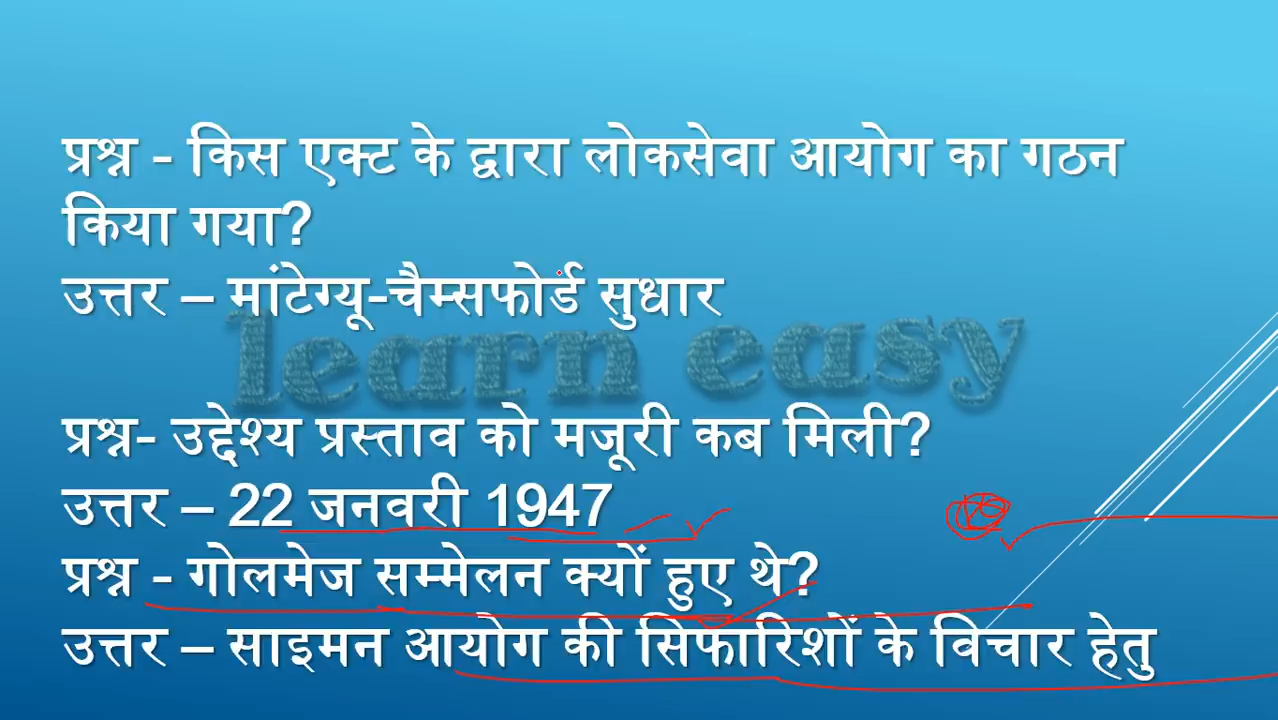 प्रश्न - किस एक्ट के द्वारा लोकसेवा आयोग का गठन
किया गया?
उत्तर – मांटेग्यू-चैम्सफोर्ड सुधार
learn easy
प्रश्न- उद्देश्य प्रस्ताव को मजूरी कब मिली?
उत्तर – 22 जनवरी 1947
प्रश्न - गोलमेज सम्मेलन क्यों हुए थे?
उत्तर – साइमन आयोग की सिफारिशों के विचार हेतु